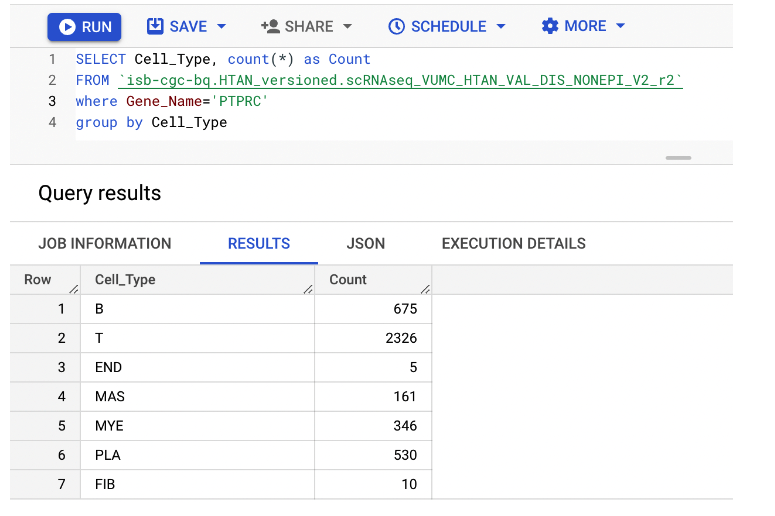 RUN SAVE SHARE SCHEDULE MORE
1 SELECT Cell_Type, count(*) as Count
2 FROM `isb-cgc-bq.HTAN_versioned.scRNAseq_VUMC_HTAN_VAL_DIS_NONEPI_V2_r2`
3 where Gene_Name='PTPRC'
4 group by Cell_Type
Query results
JOB INFORMATION RESULTS JSON EXECUTION DETAILS
Row Cell_Type Count
1 B 675
2 T 2326
3 END 5
4 MAS 161
5 MYE 346
6 PLA 530
7 FIB 10